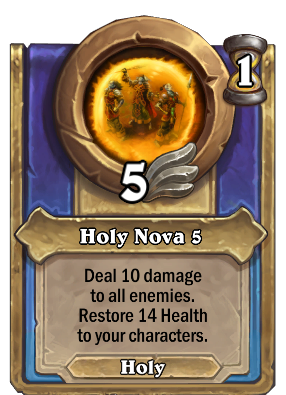 1
5
Holy Nova 5
Deal 10 damage
to all enemies.
Restore 14 Health
to your characters.
Holy